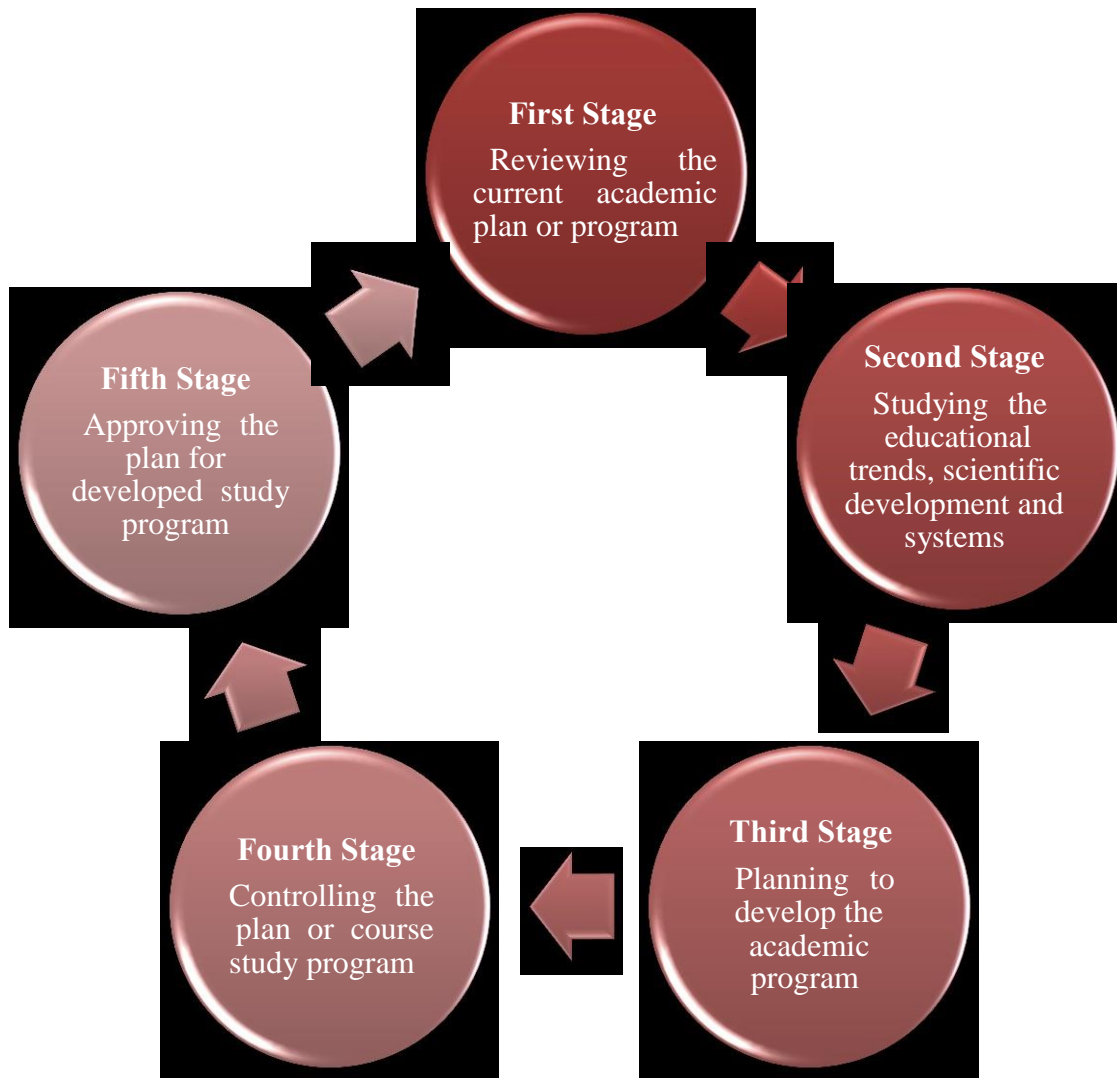 First Stage
Reviewing the
current academic
plan or program
Second Stage
Studying the
educational
trends, scientific
development and
systems
Third Stage
Planning to
develop the
academic
program
Fourth Stage
Controlling the
plan or course
study program
Fifth Stage
Approving the
plan for
developed study
program